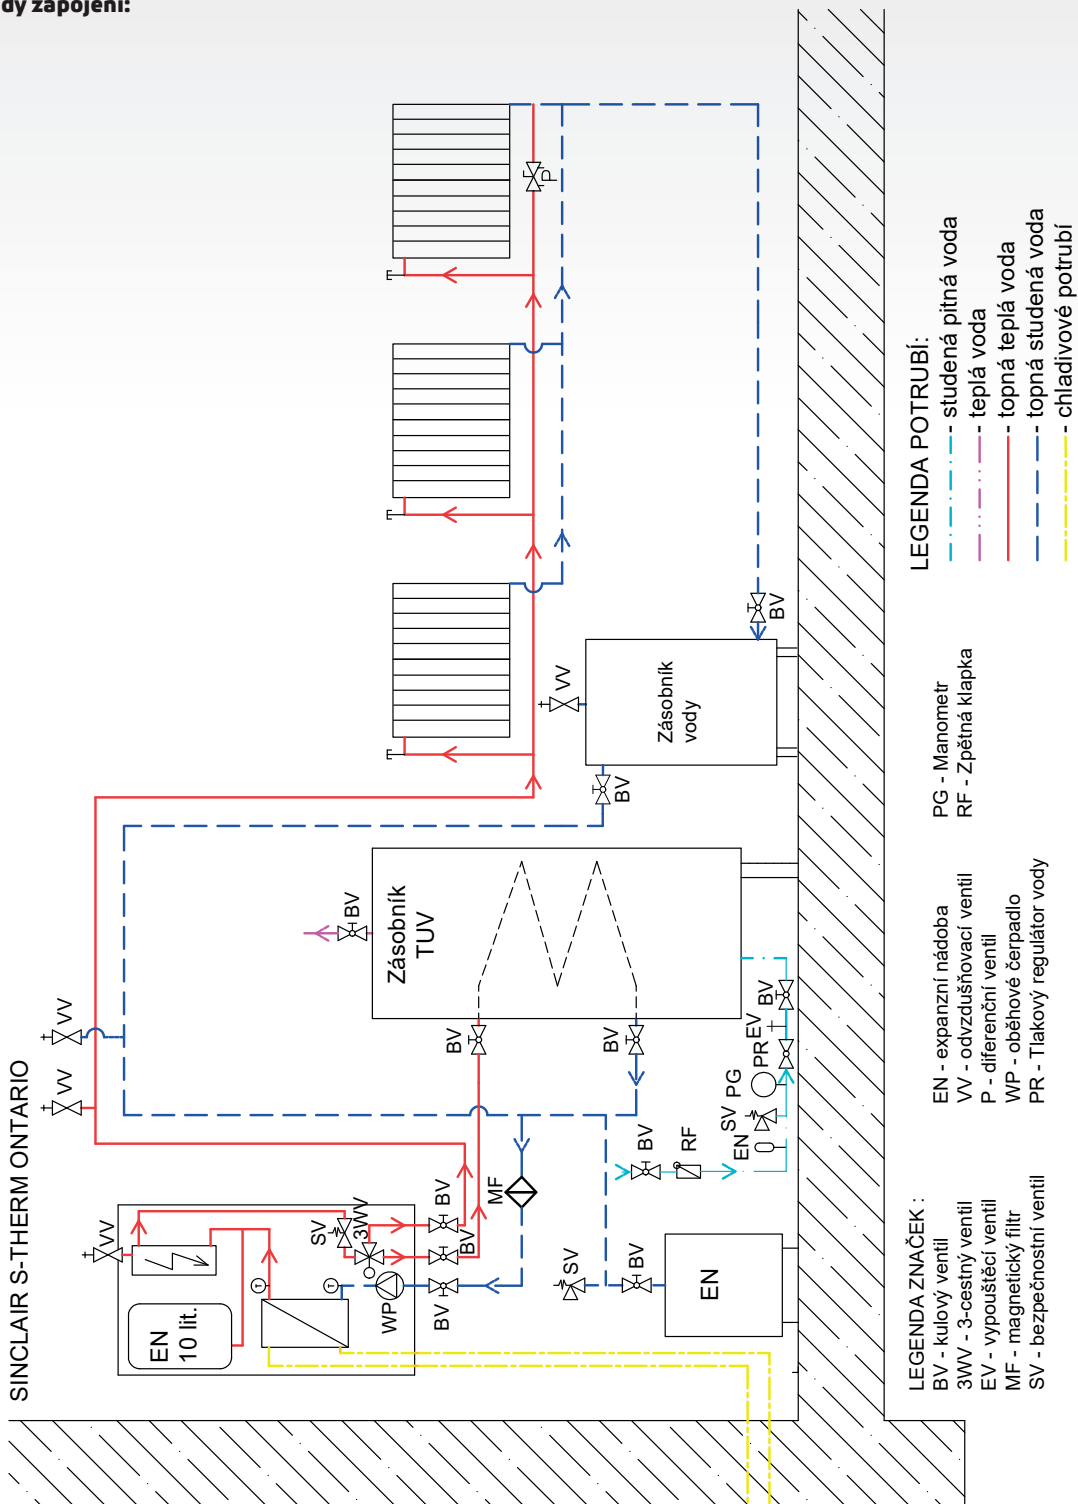 dy zapojení:
SINCLAIR S-THERM ONTARIO
VV
VV
VV
EN
10 lit.
SV
3WV
WP
BV
BV
BV
MF
BV
BV
BV
Zásobník
TUV
SV
BV
EN
BV
RF
EN
SV
PG
PR
EV
BV
VV
BV
Zásobník
vody
BV
P
LEGENDA ZNAČEK :
BV - kulový ventil
3WV - 3-cestný ventil
EV - vypouštěcí ventil
MF - magnetický filtr
SV - bezpečnostní ventil
EN - expanzní nádoba
VV - odvzdušňovací ventil
P - diferenční ventil
WP - oběhové čerpadlo
PR - Tlakový regulátor vody
PG - Manometr
RF - Zpětná klapka
LEGENDA POTRUBÍ:
- studená pitná voda
- teplá voda
- topná teplá voda
- topná studená voda
- chladivové potrubí